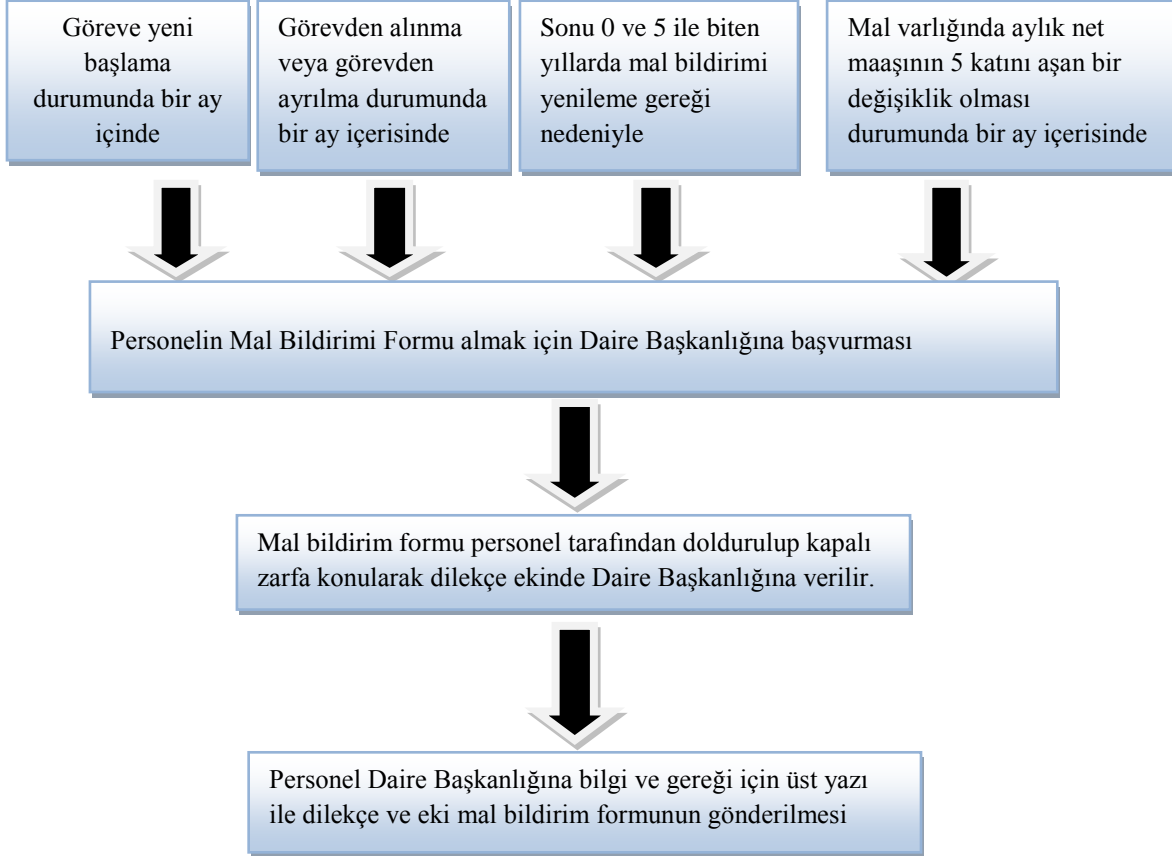 Göreve yeni
başlama
durumunda bir ay
içinde
Görevden alınma
veya görevden
ayrılma durumunda
bir ay içerisinde
Sonu 0 ve 5 ile biten
yıllarda mal bildirimi
yenileme gereği
nedeniyle
Mal varlığında aylık net
maaşının 5 katını aşan bir
değişiklik olması
durumunda bir ay içerisinde
Personelin Mal Bildirimi Formu almak için Daire Başkanlığına başvurması
Mal bildirim formu personel tarafından doldurulup kapalı
zarfa konularak dilekçe ekinde Daire Başkanlığına verilir.
Personel Daire Başkanlığına bilgi ve gereği için üst yazı
ile dilekçe ve eki mal bildirim formunun gönderilmesi